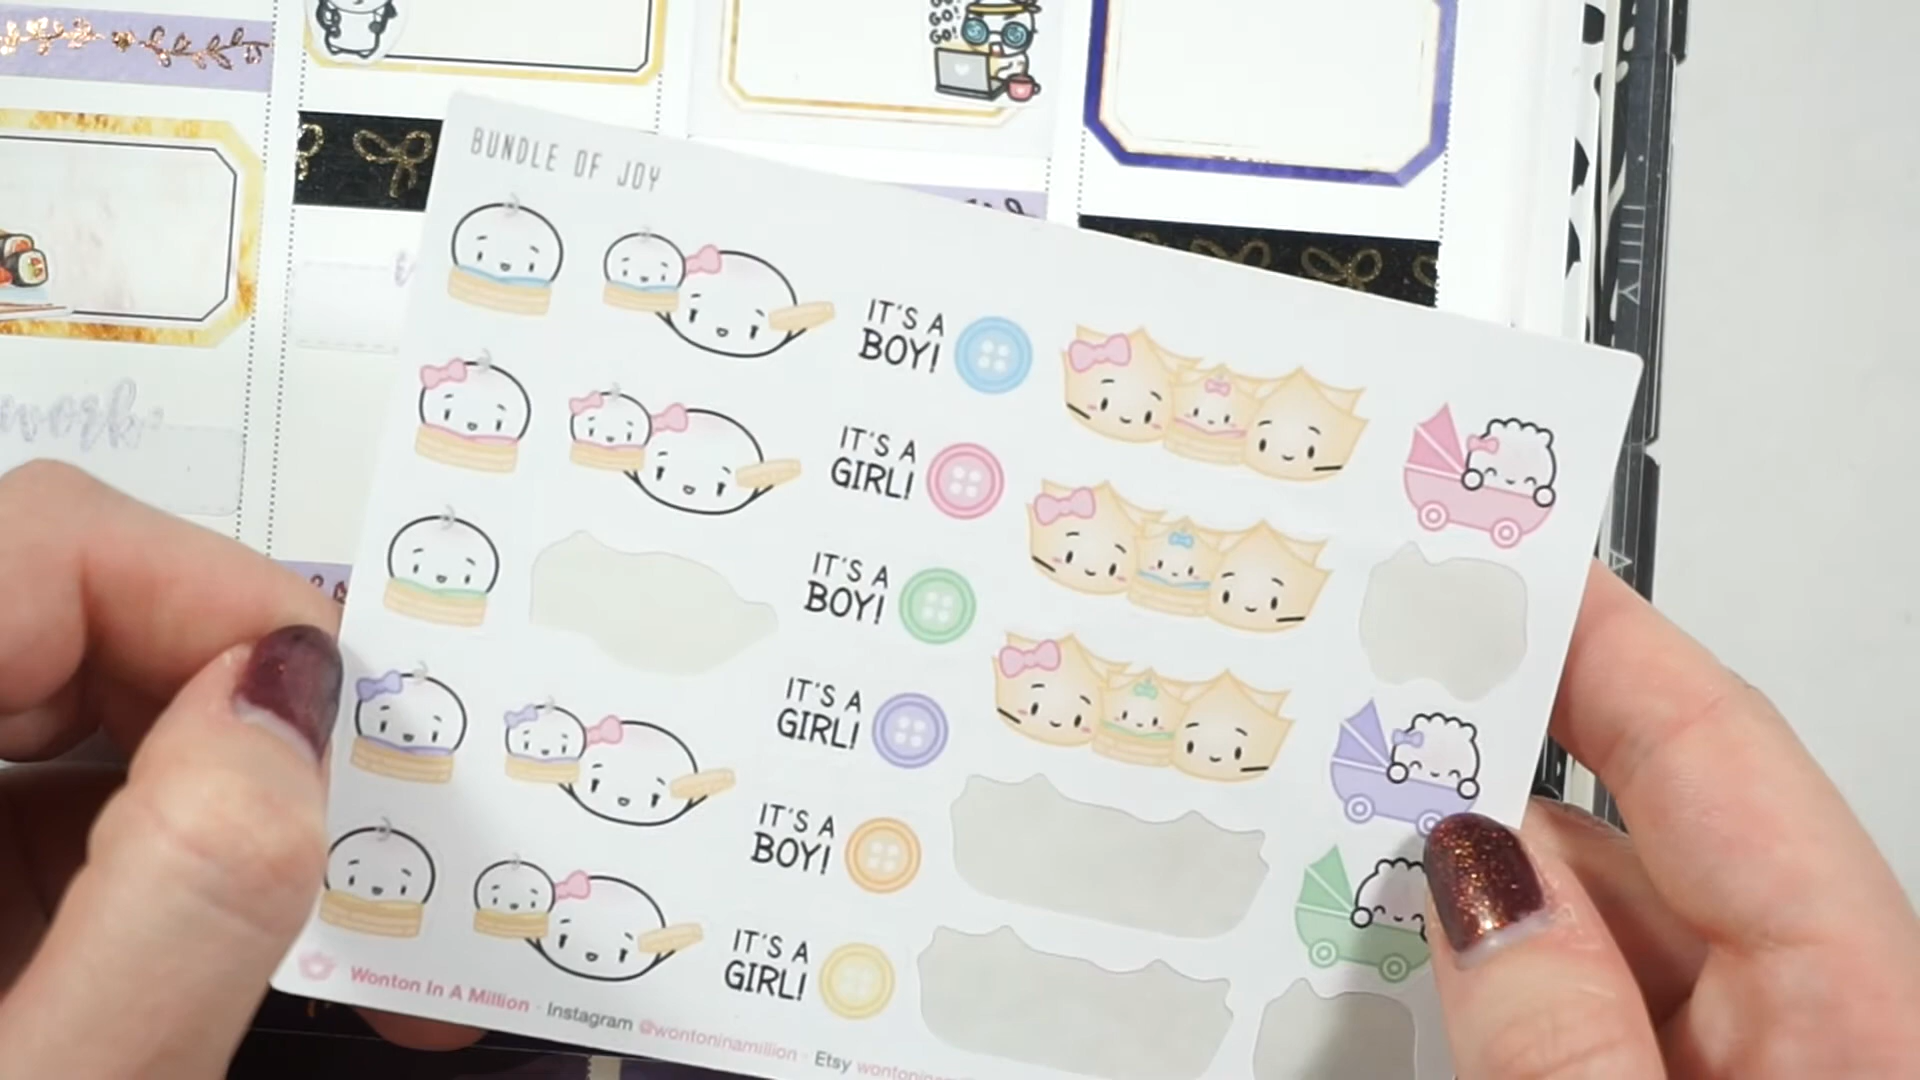 GO!
GO!
BUNDLE OF JOY
work
IT'S A
BOY!
IT'S A
GIRL!
IT'S A
BOY!
IT'S A
GIRL!
IT'S A
BOY!
IT'S A
GIRL!
Wonton In A Million · Instagram @wontoninamillion · Etsy